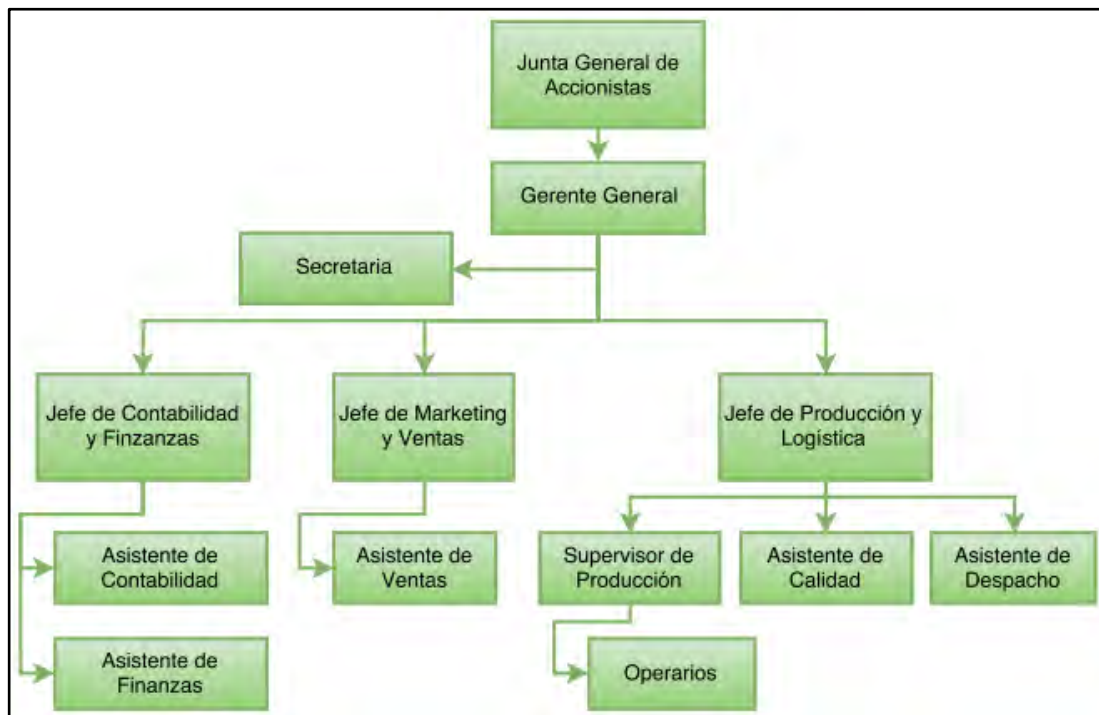 Junta General de
Accionistas
Gerente General
Secretaria
Jefe de Contabilidad
y Finzanzas
Jefe de Marketing
y Ventas
Jefe de Producción y
Logística
Asistente de
Contabilidad
Asistente de
Ventas
Supervisor de
Producción
Asistente de
Calidad
Asistente de
Despacho
Asistente de
Finanzas
Operarios